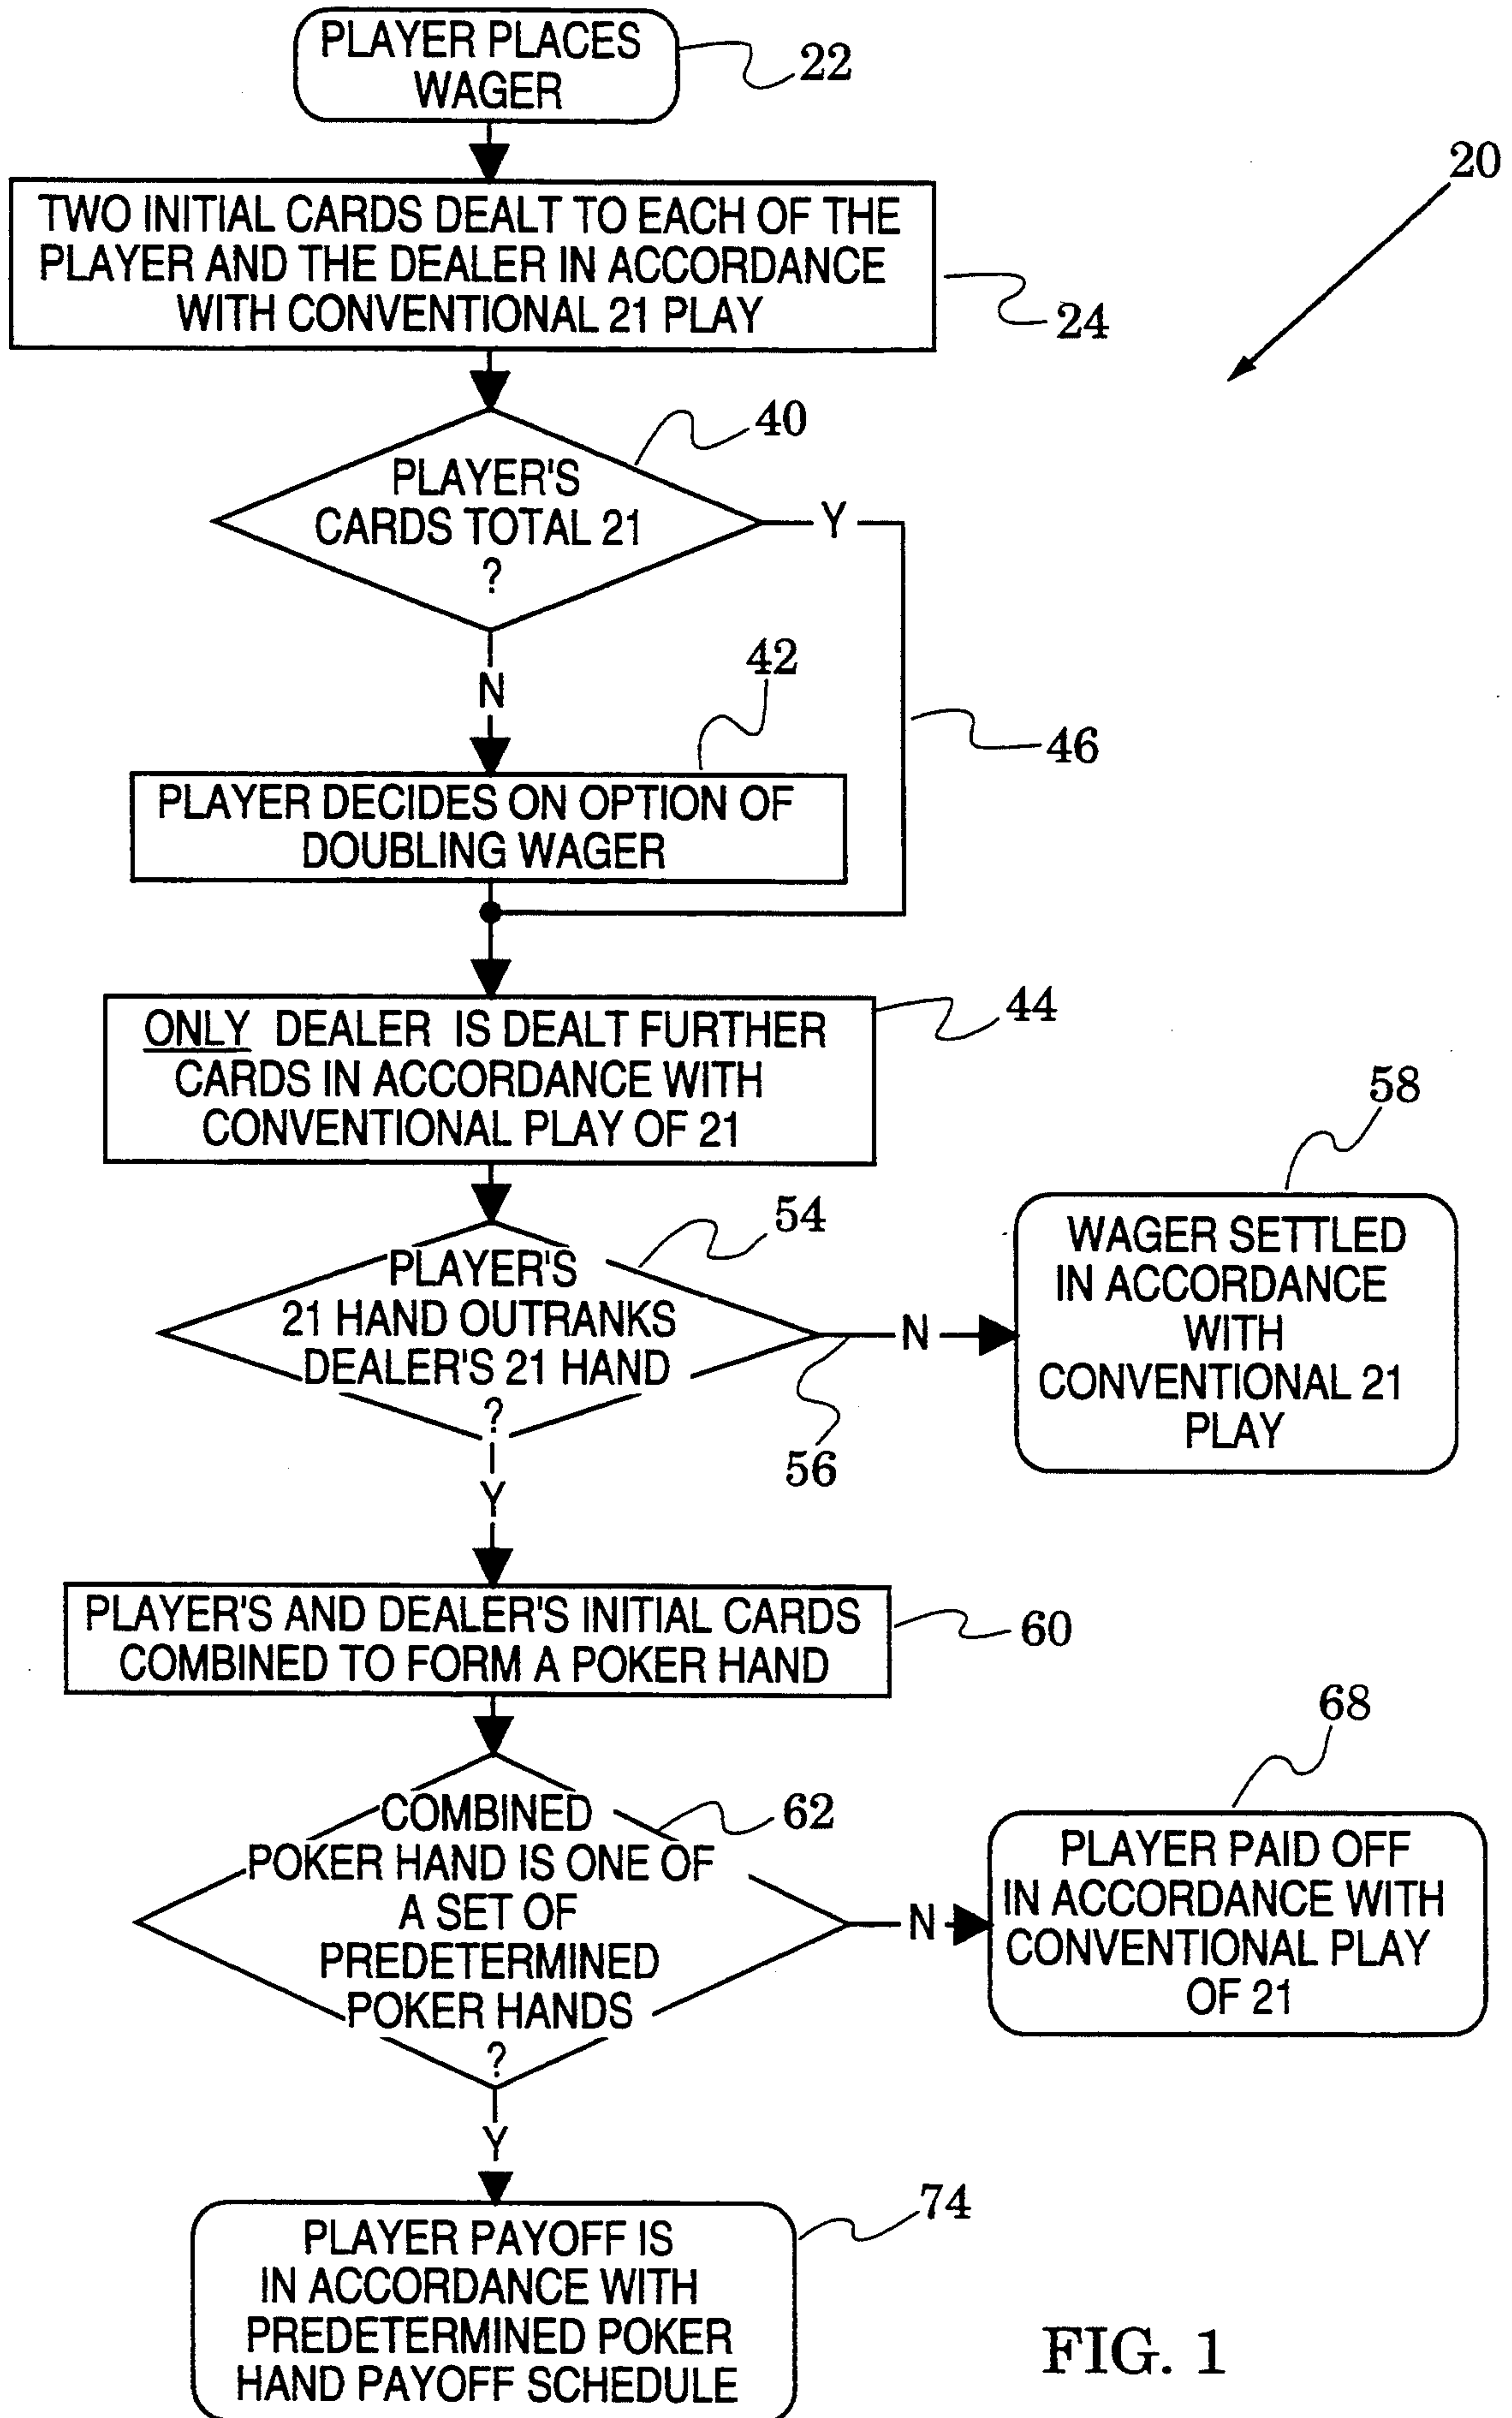 PLAYER PLACES
WAGER
22
20
TWO INITIAL CARDS DEALT TO EACH OF THE
PLAYER AND THE DEALER IN ACCORDANCE
WITH CONVENTIONAL 21 PLAY
24
40
PLAYER'S
CARDS TOTAL 21
?
Y
N
42
46
PLAYER DECIDES ON OPTION OF
DOUBLING WAGER
ONLY DEALER IS DEALT FURTHER
CARDS IN ACCORDANCE WITH
CONVENTIONAL PLAY OF 21
44
54
PLAYER'S
21 HAND OUTRANKS
DEALER'S 21 HAND
?
N
56
58
WAGER SETTLED
IN ACCORDANCE
WITH
CONVENTIONAL 21
PLAY
Y
PLAYER'S AND DEALER'S INITIAL CARDS
COMBINED TO FORM A POKER HAND
60
62
COMBINED
POKER HAND IS ONE OF
A SET OF
PREDETERMINED
POKER HANDS
?
N
68
PLAYER PAID OFF
IN ACCORDANCE WITH
CONVENTIONAL PLAY
OF 21
Y
74
PLAYER PAYOFF IS
IN ACCORDANCE WITH
PREDETERMINED POKER
HAND PAYOFF SCHEDULE
FIG. 1